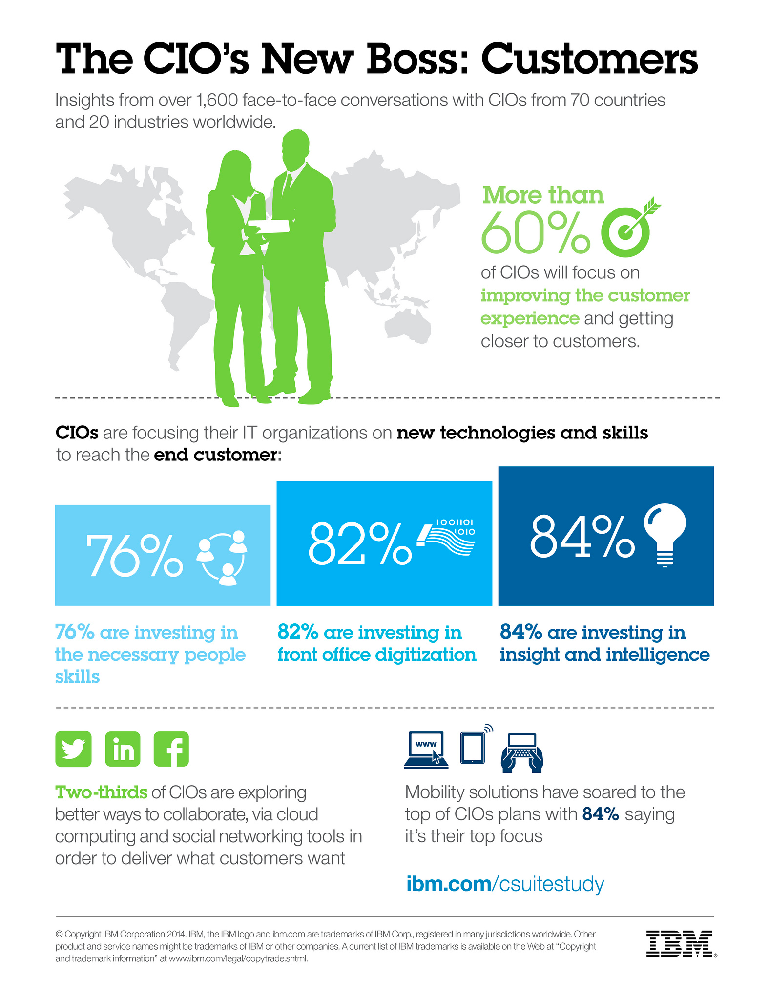 The CIO's New Boss: Customers
Insights from over 1,600 face-to-face conversations with CIOs from 70 countries
and 20 industries worldwide.
More than
60%
of CIOs will focus on
improving the customer
experience and getting
closer to customers.
CIOs are focusing their IT organizations on new technologies and skills
to reach the end customer:
76%
82%
1001101
1010
84%
76% are investing in
the necessary people
skills
82% are investing in
front office digitization
84% are investing in
insight and intelligence
in
f
Two-thirds of CIOs are exploring
better ways to collaborate, via cloud
computing and social networking tools in
order to deliver what customers want
www
Mobility solutions have soared to the
top of CIOs plans with 84% saying
it's their top focus
ibm.com/csuitestudy
© Copyright IBM Corporation 2014. IBM, the IBM logo and ibm.com are trademarks of IBM Corp., registered in many jurisdictions worldwide. Other
product and service names might be trademarks of IBM or other companies. A current list of IBM trademarks is available on the Web at “Copyright
and trademark information” at www.ibm.com/legal/copytrade.shtml.
IBM®